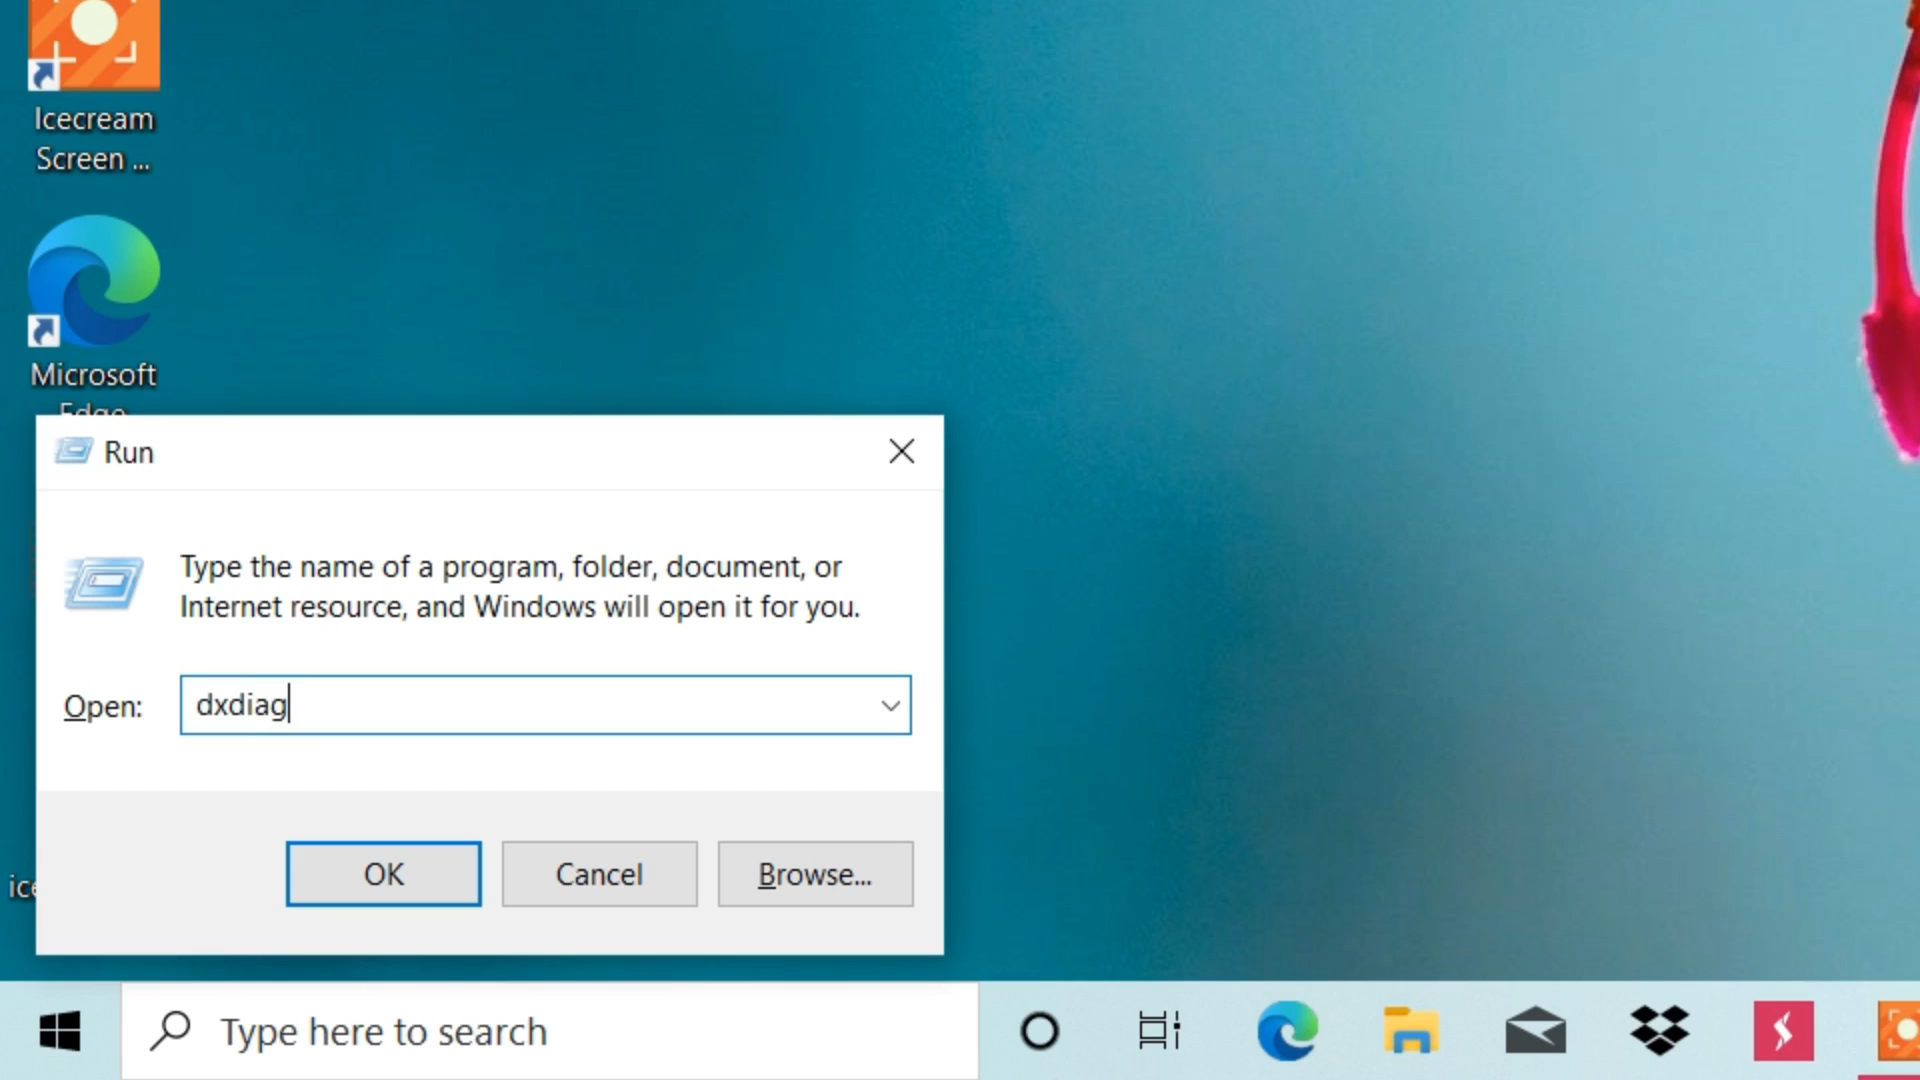 Icecream
Screen ...
Microsoft
Edge
Run
Type the name of a program, folder, document, or
Internet resource, and Windows will open it for you.
Open:
dxdiag
OK
Cancel
Browse...
ice
Type here to search